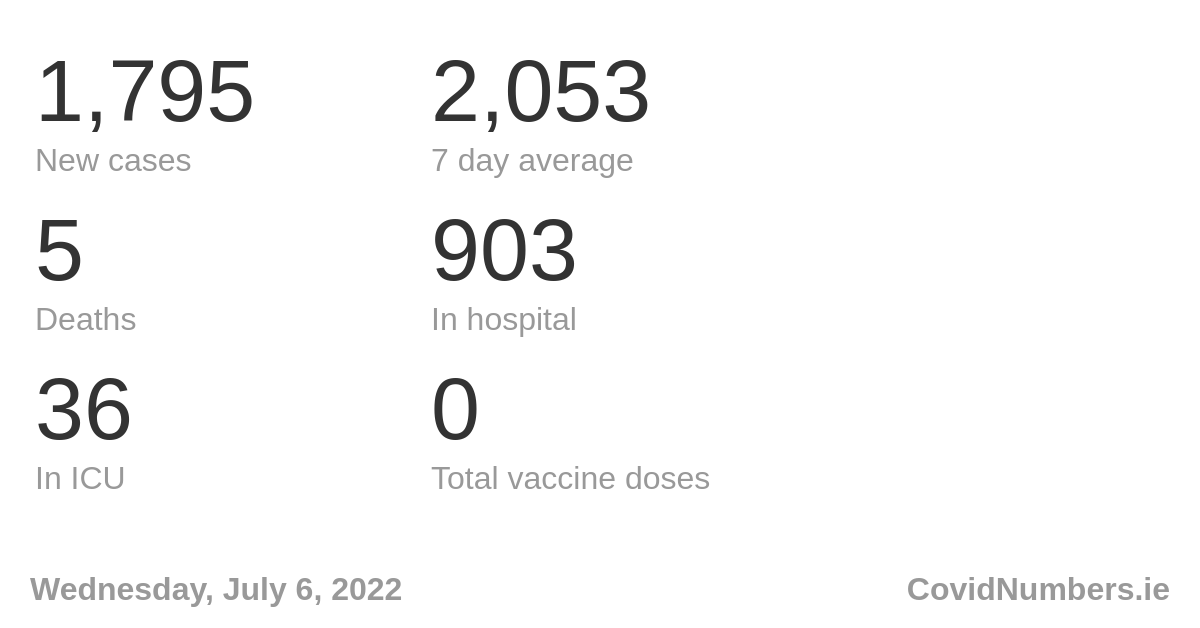 1,795
New cases
2,053
7 day average
5
Deaths
903
In hospital
36
In ICU
0
Total vaccine doses
Wednesday, July 6, 2022
CovidNumbers.ie